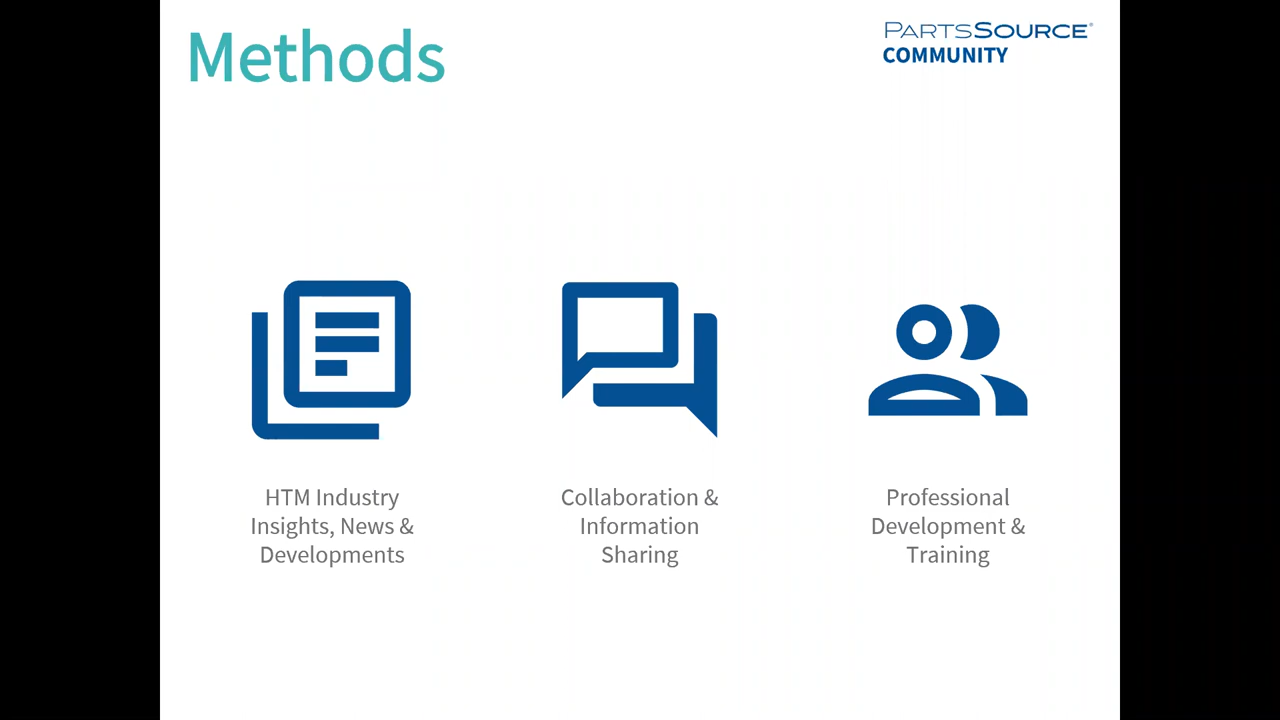 Methods
PARTSSOURCE®
COMMUNITY
HTM Industry
Insights, News &
Developments
Collaboration &
Information
Sharing
Professional
Development &
Training